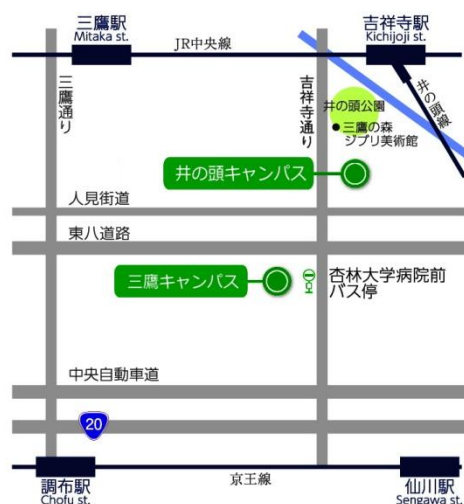 三鷹駅
Mitaka st.
吉祥寺駅
Kichijoji st.
JR中央線
三鷹通り
吉祥寺通り
井の頭線
井の頭公園
三鷹の森
ジブリ美術館
井の頭キャンパス
人見街道
東八道路
三鷹キャンパス
杏林大学病院前
バス停
中央自動車道
20
調布駅
Chofu st.
京王線
仙川駅
Sengawa st.